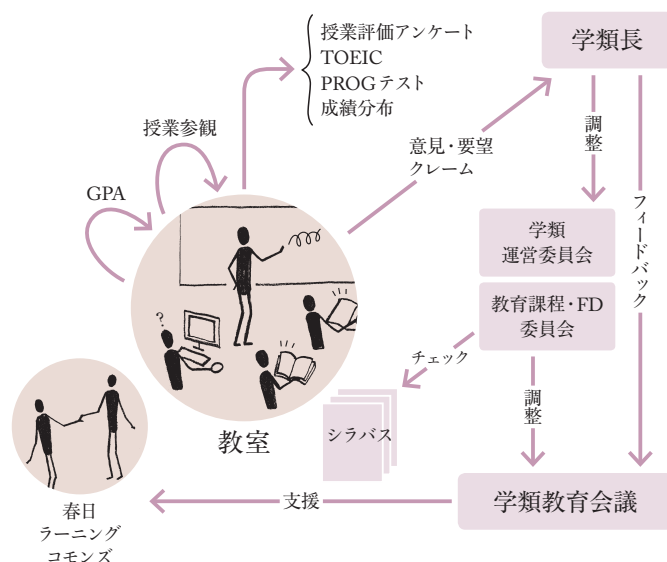 授業評価アンケート
TOEIC
PROGテスト
成績分布
学類長
授業参観
意見・要望
クレーム
調整
GPA
フィードバック
学類
運営委員会
教育課程・FD
委員会
?
チェック
調整
シラバス
教室
支援
学類教育会議
春日
ラーニング
コモンズ